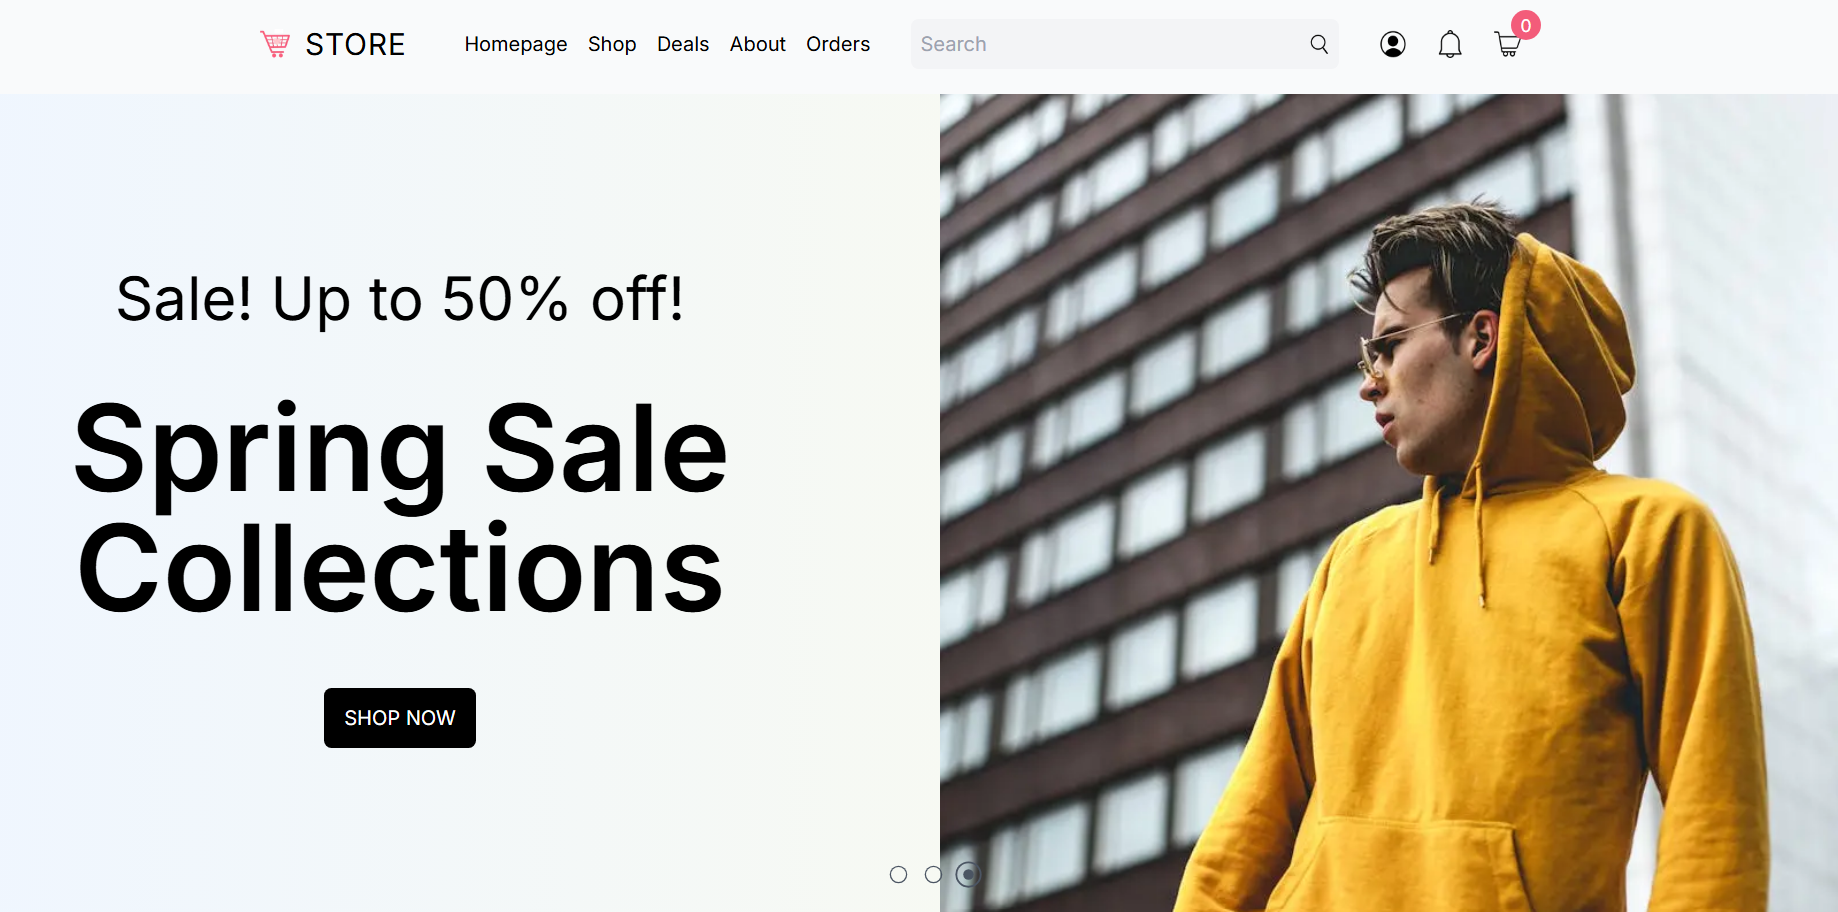 STORE
Homepage Shop Deals About Orders
Search
0
Sale! Up to 50% off!
Spring Sale
Collections
SHOP NOW